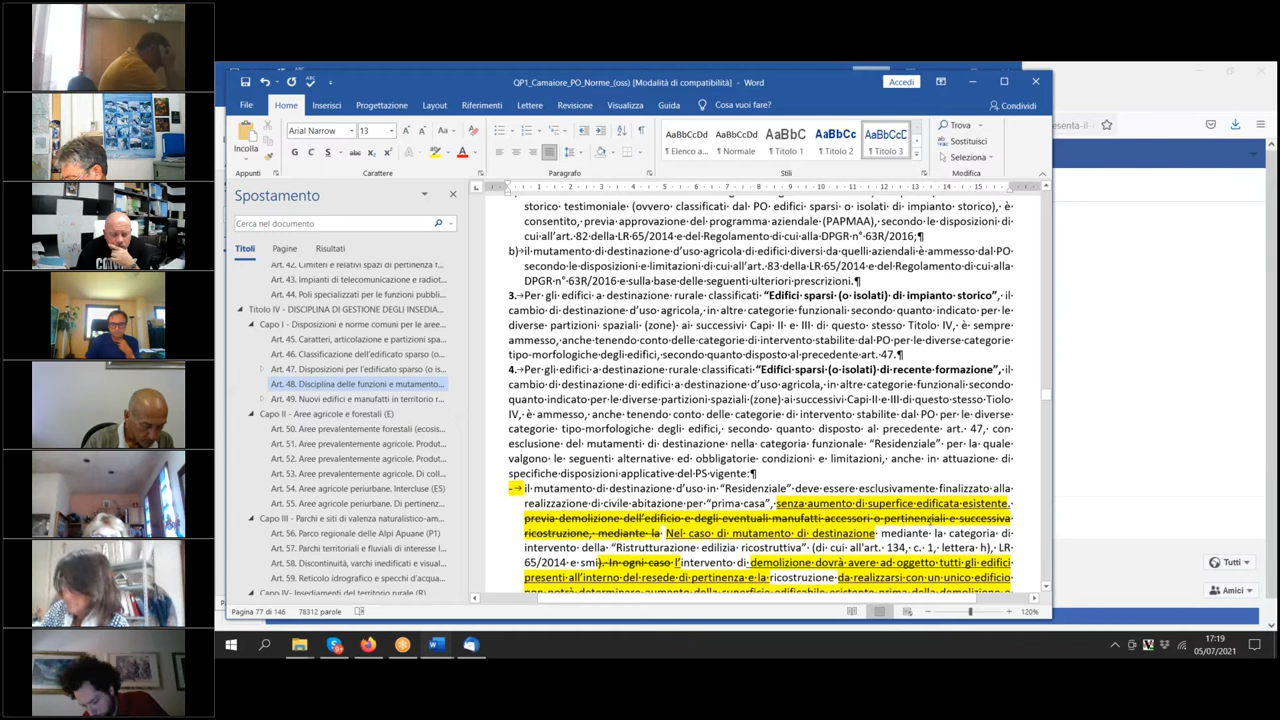 QP1_Camaiore_PO_Norme_(oss) [Modalità di compatibilità] - Word
Accedi
File Home Inserisci Progettazione Layout Riferimenti Lettere Revisione Visualizza Guida Cosa vuoi fare? Condividi
Incolla
Arial Narrow 13
G C S abc x₂ x²
AaBbCcDd AaBbCcDd AaBbC AaBbCc AaBbCcD
¶ Elenco a... ¶ Normale ¶ Titolo 1 ¶ Titolo 2 ¶ Titolo 3
Trova
Sostituisci
Seleziona
Appunti Carattere Paragrafo Stili Modifica
Spostamento
Cerca nel documento
Titoli Pagine Risultati
Art. 42. Cimiteri e relativi spazi di pertinenza f...
Art. 43. Impianti di telecomunicazione e radiot...
Art. 44. Poli specializzati per le funzioni pubbli...
Titolo IV - DISCIPLINA DI GESTIONE DEGLI INSEDIA...
Capo I - Disposizioni e norme comuni per le aree...
Art. 45. Caratteri, articolazione e partizioni spa...
Art. 46. Classificazione dell'edificato sparso (o...
Art. 47. Disposizioni per l'edificato sparso (o is...
Art. 48. Disciplina delle funzioni e mutamento...
Art. 49. Nuovi edifici e manufatti in territorio r...
Capo II - Aree agricole e forestali (E)
Art. 50. Aree prevalentemente forestali (ecosis...
Art. 51. Aree prevalentemente agricole. Produt...
Art. 52. Aree prevalentemente agricole. Produt...
Art. 53. Aree prevalentemente agricole. Di coll...
Art. 54. Aree agricole periurbane. Intercluse (E5)
Art. 55. Aree agricole periurbane. Di pertinenz...
Capo III - Parchi e siti di valenza naturalistico-am...
Art. 56. Parco regionale delle Alpi Apuane (P1)
Art. 57. Parchi territoriali e fluviali di interesse l...
Art. 58. Discontinuità, varchi inedificati e visual...
Art. 59. Reticolo idrografico e specchi d'acqua...
Capo IV- Insediamenti del territorio rurale (R)
storico testimoniale (ovvero classificati dal PO edifici sparsi o isolati di impianto storico), è
consentito, previa approvazione del programma aziendale (PAPMAA), secondo le disposizioni di
cui all'art. 82 della LR 65/2014 e del Regolamento di cui alla DPGR n° 63R/2016;¶
b) il mutamento di destinazione d'uso agricola di edifici diversi da quelli aziendali è ammesso dal PO
secondo le disposizioni e limitazioni di cui all'art. 83 della LR 65/2014 e del Regolamento di cui alla
DPGR n° 63R/2016 e sulla base delle seguenti ulteriori prescrizioni.¶
3. Per gli edifici a destinazione rurale classificati “Edifici sparsi (o isolati) di impianto storico”, il
cambio di destinazione d'uso agricola, in altre categorie funzionali secondo quanto indicato per le
diverse partizioni spaziali (zone) ai successivi Capi II e III di questo stesso Titolo IV, è sempre
ammesso, anche tenendo conto delle categorie di intervento stabilite dal PO per le diverse categorie
tipo-morfologiche degli edifici, secondo quanto disposto al precedente art. 47.¶
4. Per gli edifici a destinazione rurale classificati “Edifici sparsi (o isolati) di recente formazione”, il
cambio di destinazione di edifici a destinazione d'uso agricola, in altre categorie funzionali secondo
quanto indicato per le diverse partizioni spaziali (zone) ai successivi Capi II e III di questo stesso Tiolo
IV, è ammesso, anche tenendo conto delle categorie di intervento stabilite dal PO per le diverse
categorie tipo-morfologiche degli edifici, secondo quanto disposto al precedente art. 47, con
esclusione del mutamenti di destinazione nella categoria funzionale “Residenziale” per la quale
valgono le seguenti alternative ed obbligatorie condizioni e limitazioni, anche in attuazione di
specifiche disposizioni applicative del PS vigente:¶
- il mutamento di destinazione d'uso in “Residenziale” deve essere esclusivamente finalizzato alla
realizzazione di civile abitazione per “prima casa”, senza aumento di superfice edificata esistente.
previa demolizione dell'edificio e degli eventuali manufatti accessori o pertinenziali e successiva
ricostruzione, mediante la Nel caso di mutamento di destinazione mediante la categoria di
intervento della “Ristrutturazione edilizia ricostruttiva” (di cui all'art. 134, c. 1, lettera h), LR
65/2014 e smi). In ogni caso l'intervento di demolizione dovrà avere ad oggetto tutti gli edifici
presenti all'interno del resede di pertinenza e la ricostruzione da realizzarsi con un unico edificio
non potrà determinare aumento della superficie edificabile esistente prima della demolizione e
Pagina 77 di 146 78312 parole
120%
Tutti
Amici
17:19
05/07/2021